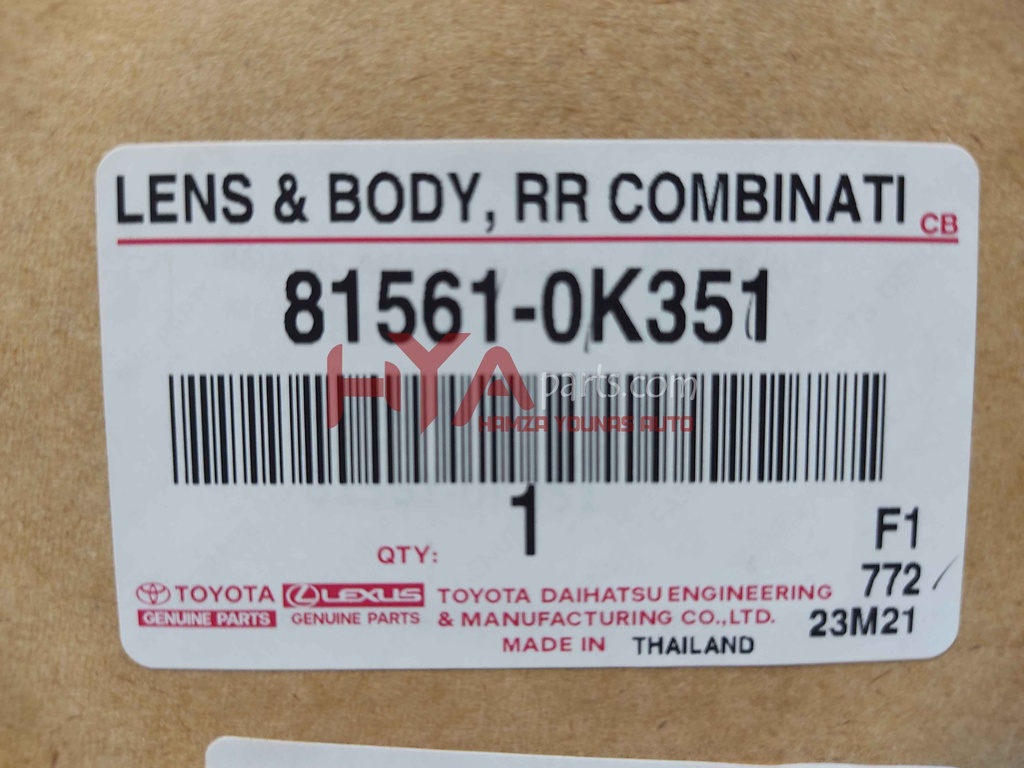 LENS & BODY, RR COMBINATI CB
81561-0K351
HYA parts.com
HAMZA YOUNAS AUTO
QTY: 1
F1
772
23M21
TOYOTA
GENUINE PARTS
LEXUS
GENUINE PARTS
TOYOTA DAIHATSU ENGINEERING
& MANUFACTURING CO.,LTD.
MADE IN THAILAND